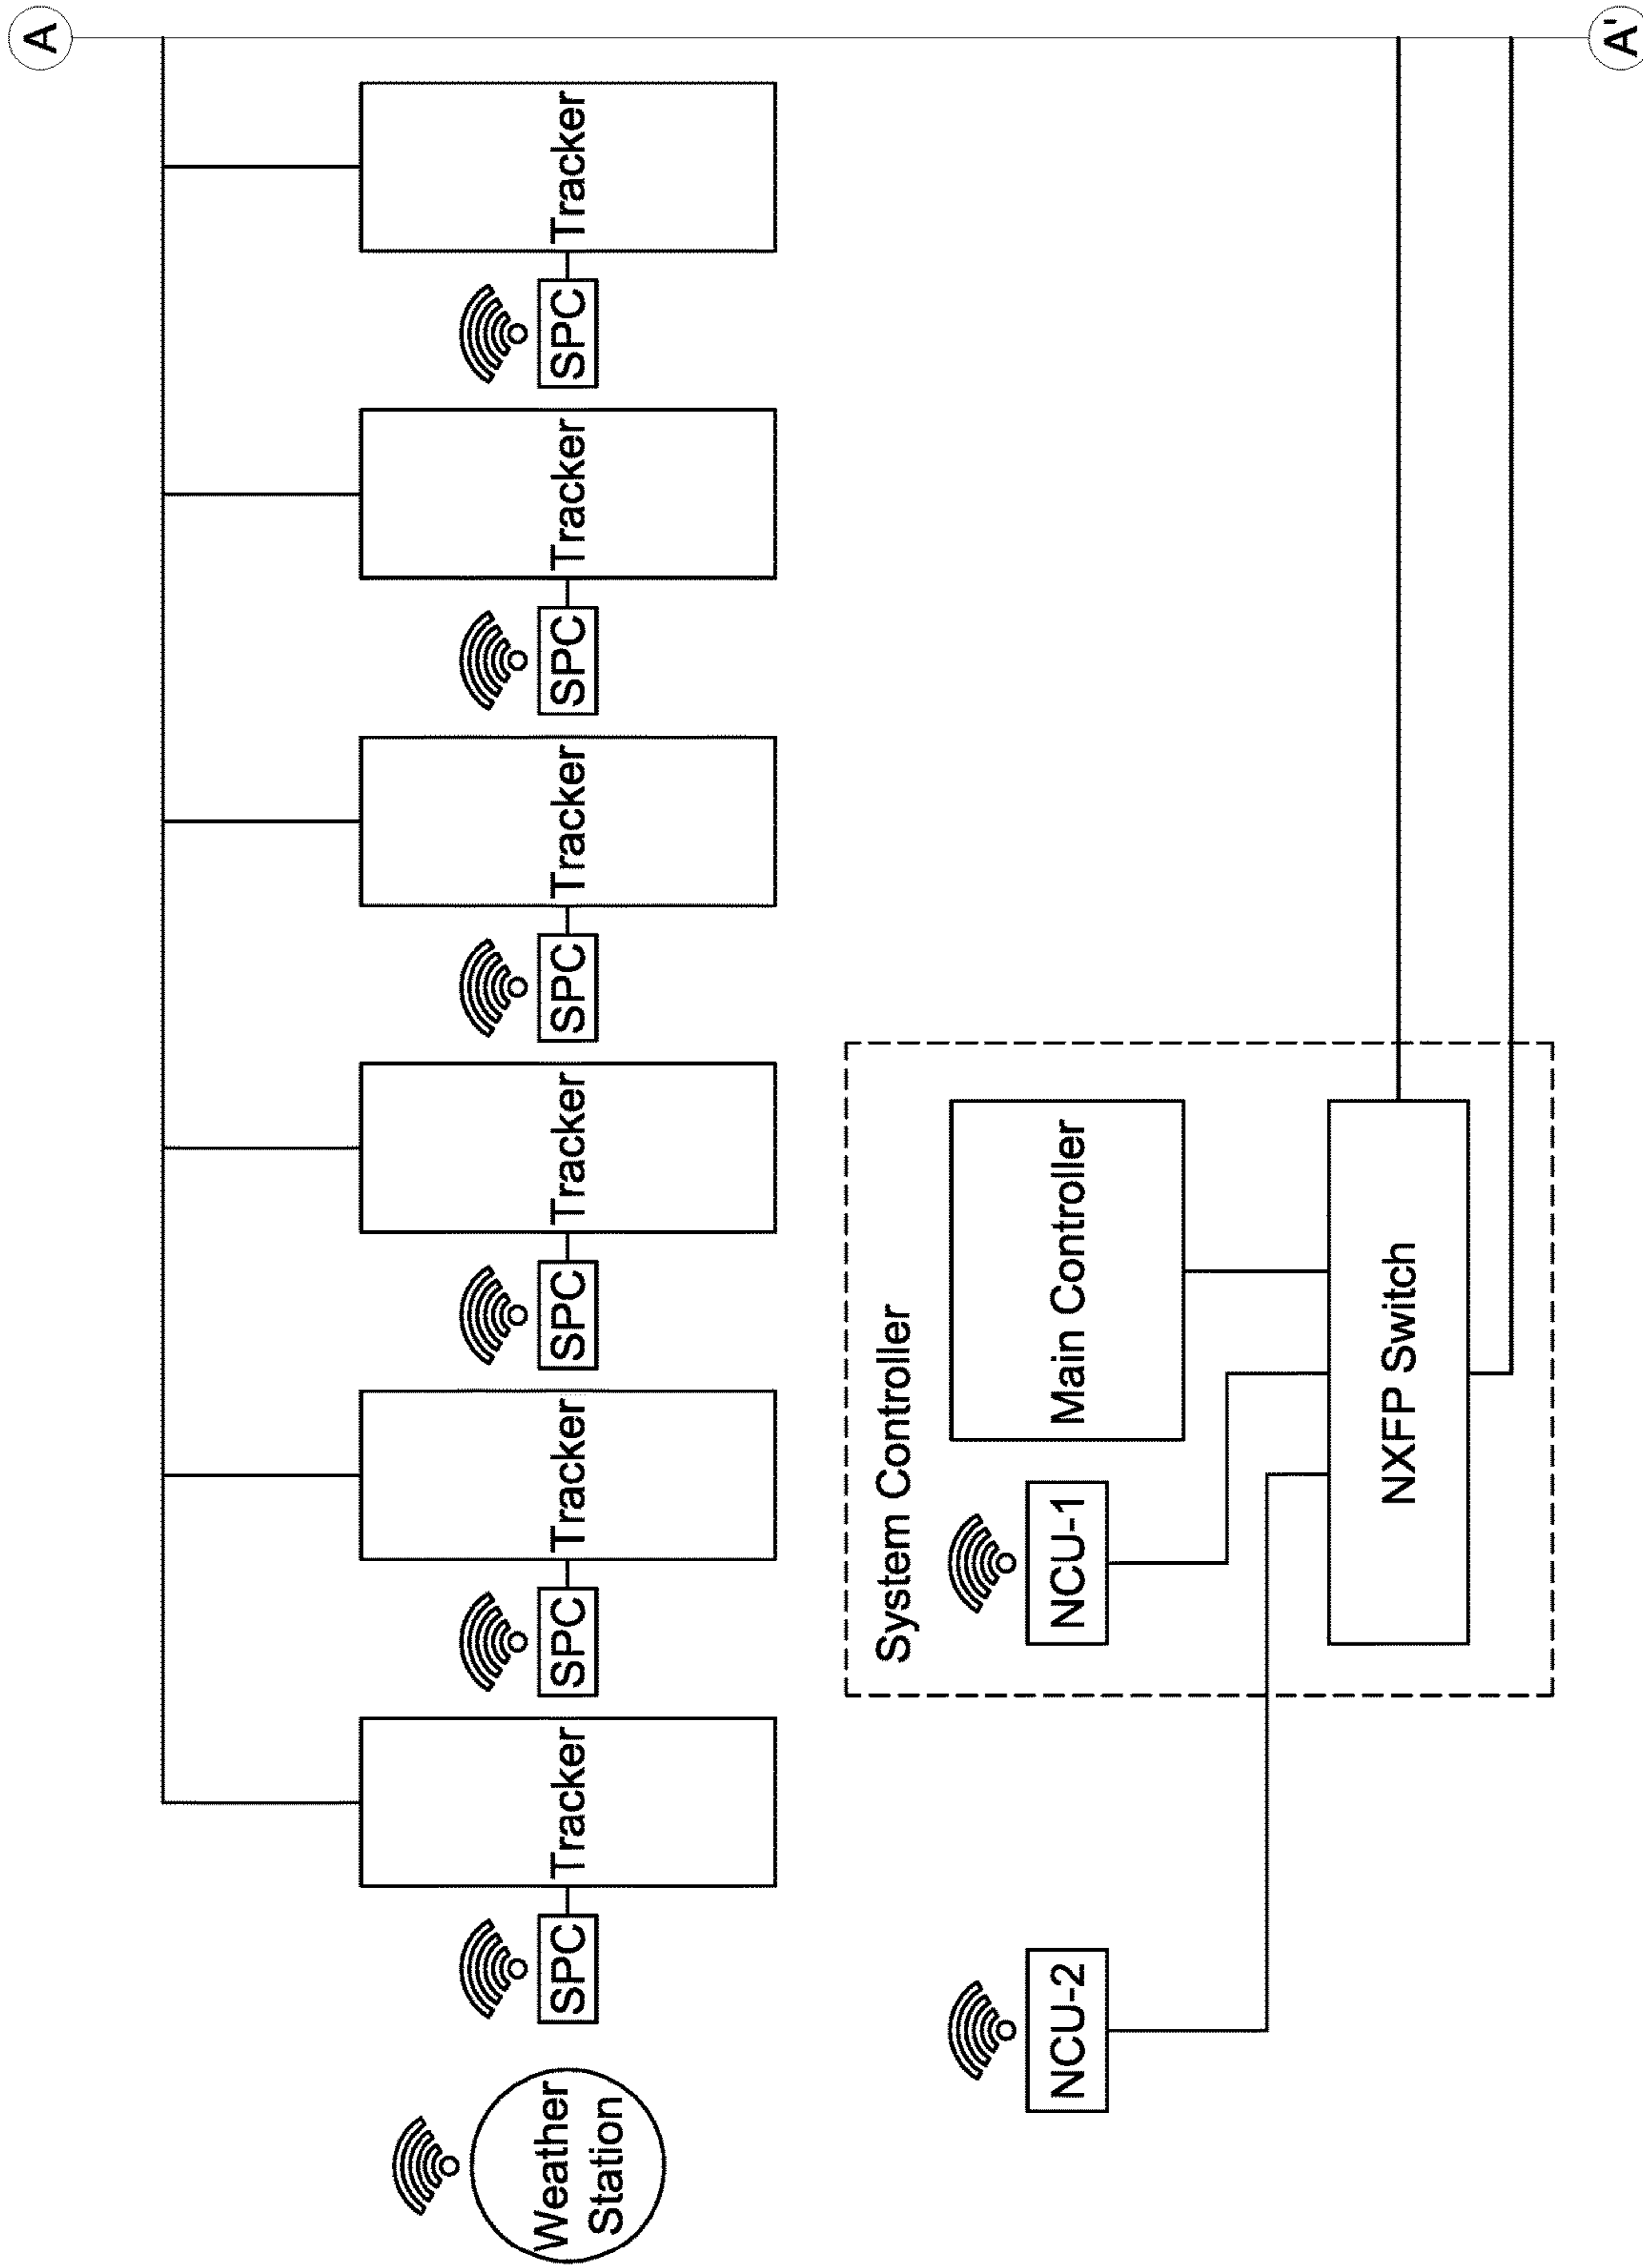 A
Tracker
Tracker
Tracker
Tracker
Tracker
Tracker
SPC
SPC
SPC
SPC
SPC
SPC
Weather
Station
System Controller
Main Controller
NCU-1
NCU-2
NXFP Switch
A'